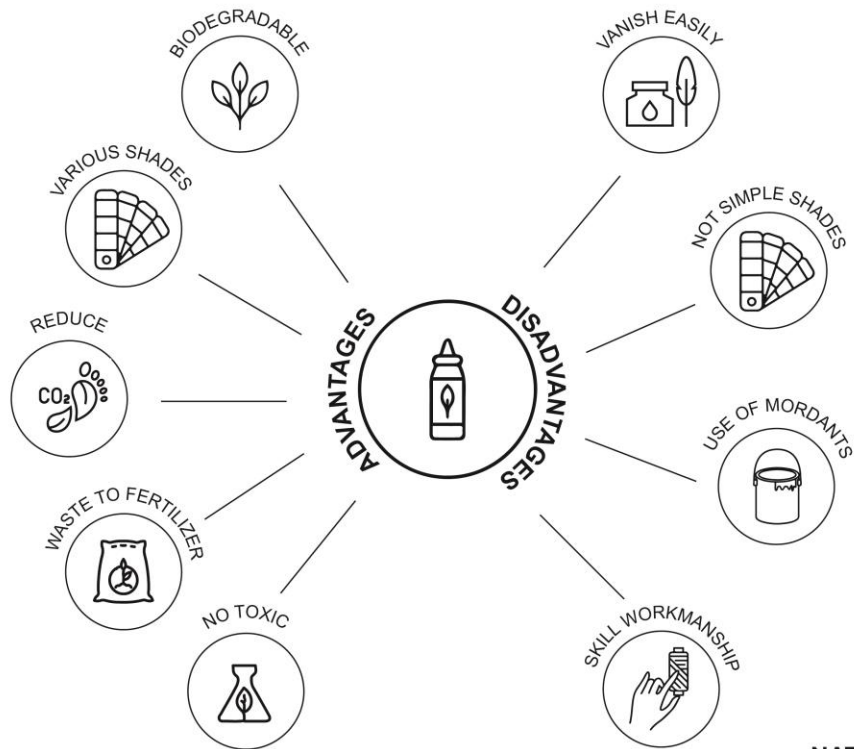 BIODEGRADABLE
VARIOUS SHADES
REDUCE
CO₂
WASTE TO FERTILIZER
NO TOXIC
ADVANTAGES
DISADVANTAGES
VANISH EASILY
NOT SIMPLE SHADES
USE OF MORDANTS
SKILL WORKMANSHIP